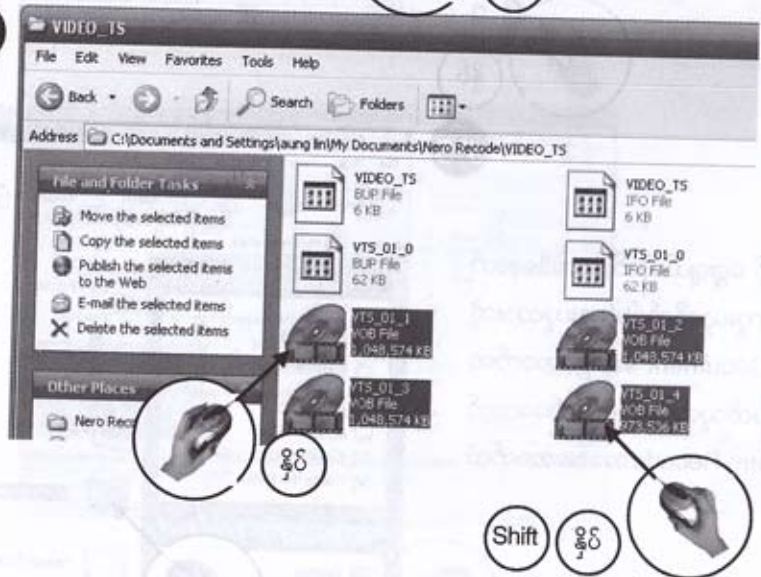 VIDEO_TS
File Edit View Favorites Tools Help
Back Search Folders
Address C:\Documents and Settings\aung lin\My Documents\Nero Recode\VIDEO_TS
File and Folder Tasks
Move the selected items
Copy the selected items
Publish the selected items
to the Web
E-mail the selected items
Delete the selected items
Other Places
Nero Reco
VIDEO_TS
BUP File
6 KB
VIDEO_TS
IFO File
6 KB
VTS_01_0
BUP File
62 KB
VTS_01_0
IFO File
62 KB
VTS_01_1
VOB File
1,048,574 KB
VTS_01_2
VOB File
1,048,574 KB
VTS_01_3
VOB File
1,048,574 KB
VTS_01_4
VOB File
973,536 KB
နှိပ်
Shift နှိပ်